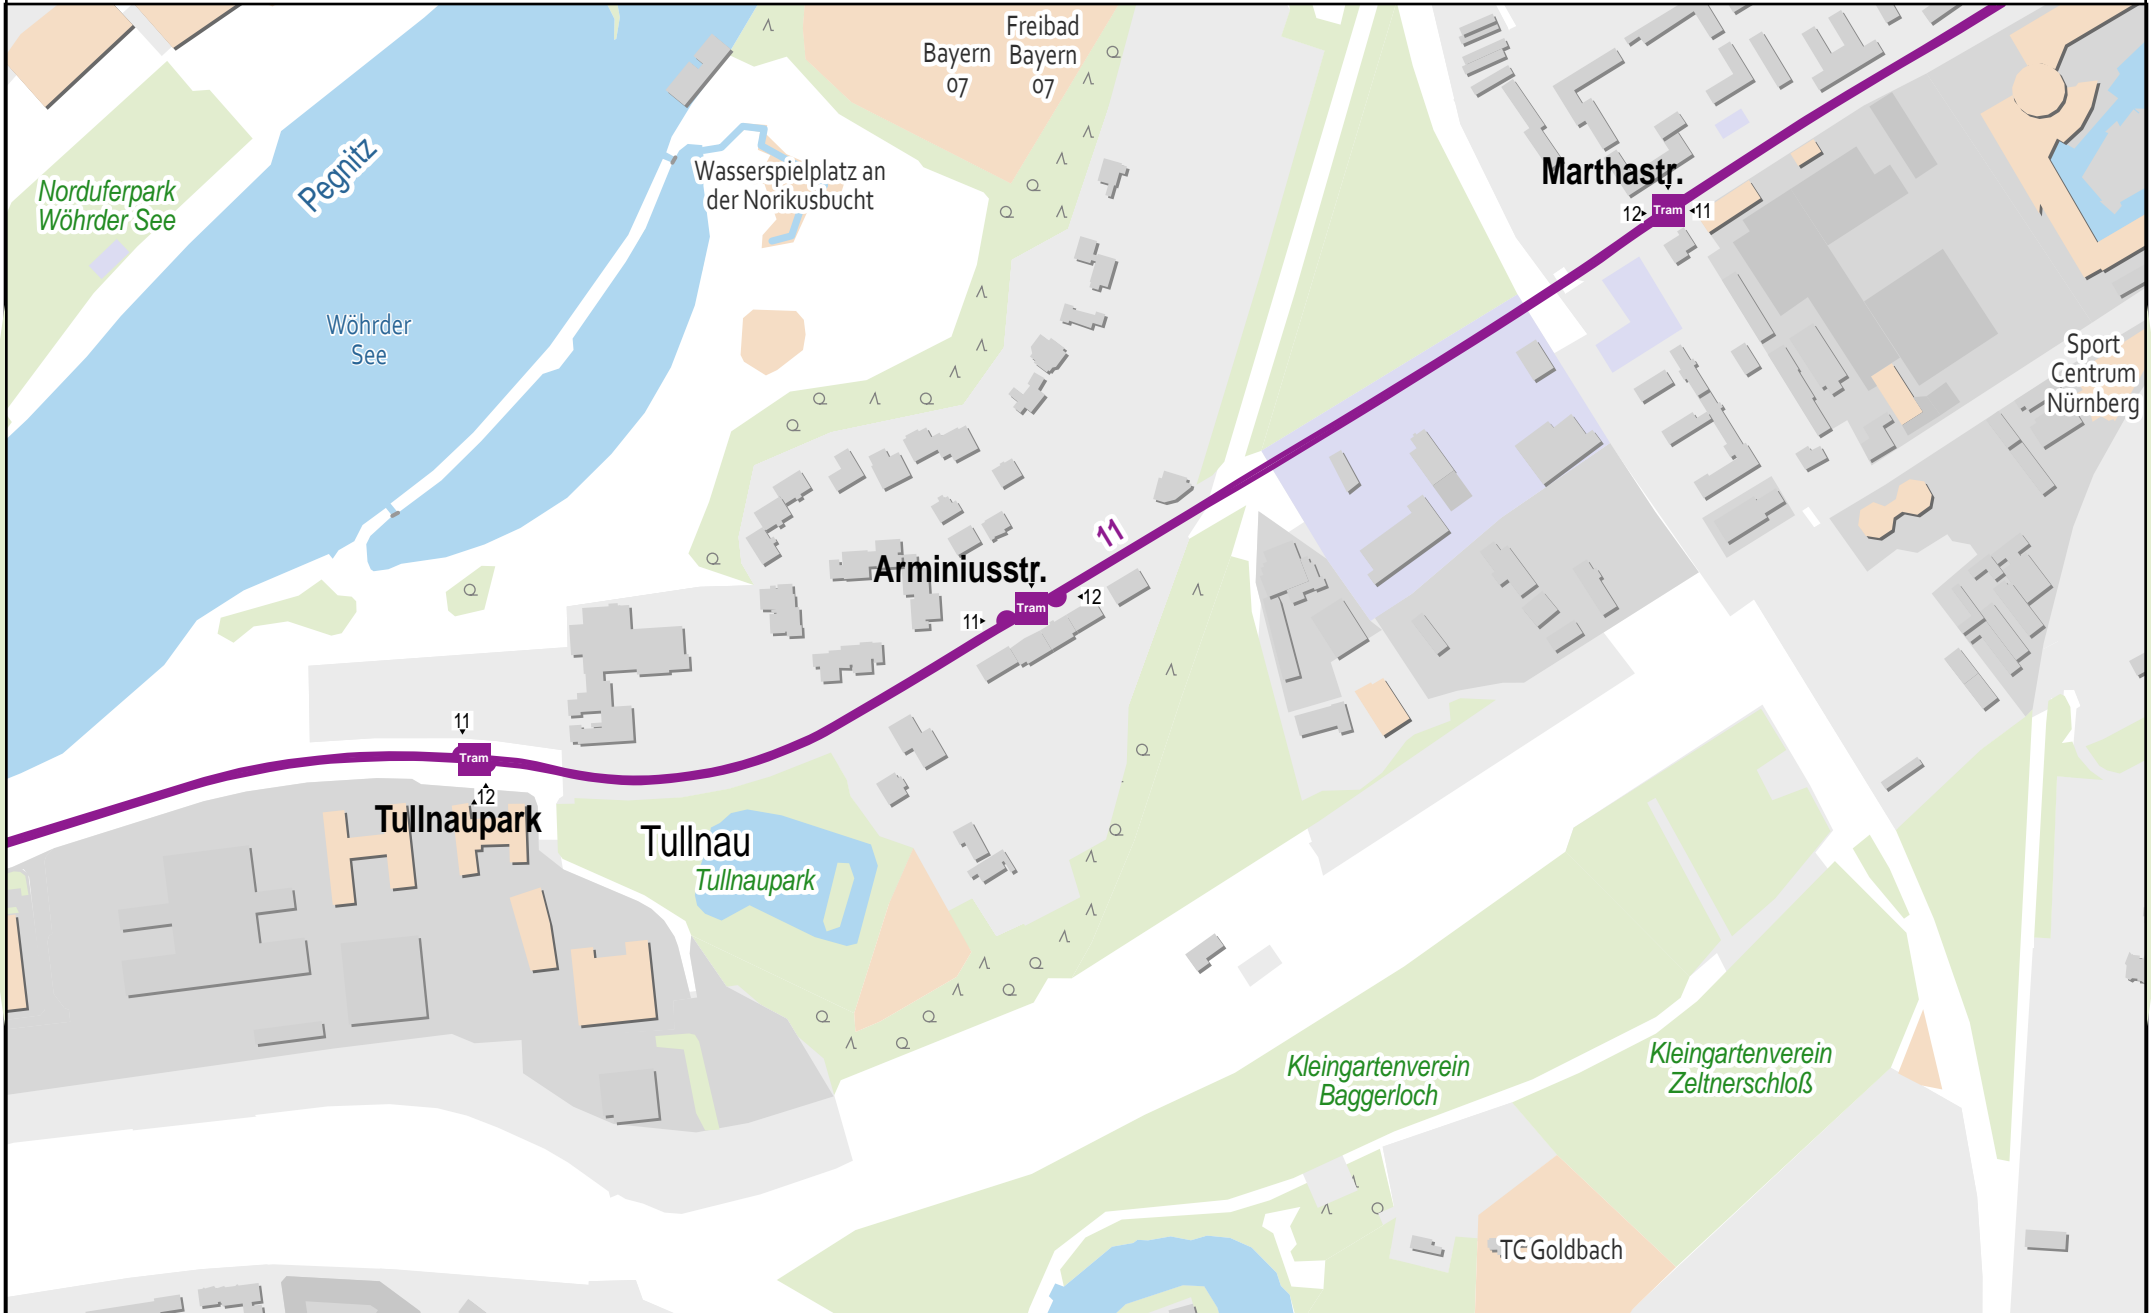 Freibad
Bayern
07
Bayern
07
Pegnitz
Norduferpark
Wöhrder See
Wasserspielplatz an
der Norikusbucht
Marthastr.
12
Tram
11
Wöhrder
See
Sport
Centrum
Nürnberg
11
Arminiusstr.
Tram
12
11
11
Tram
12
Tullnaupark
Tullnau
Tullnaupark
Kleingartenverein
Baggerloch
Kleingartenverein
Zeltnerschloß
TC Goldbach